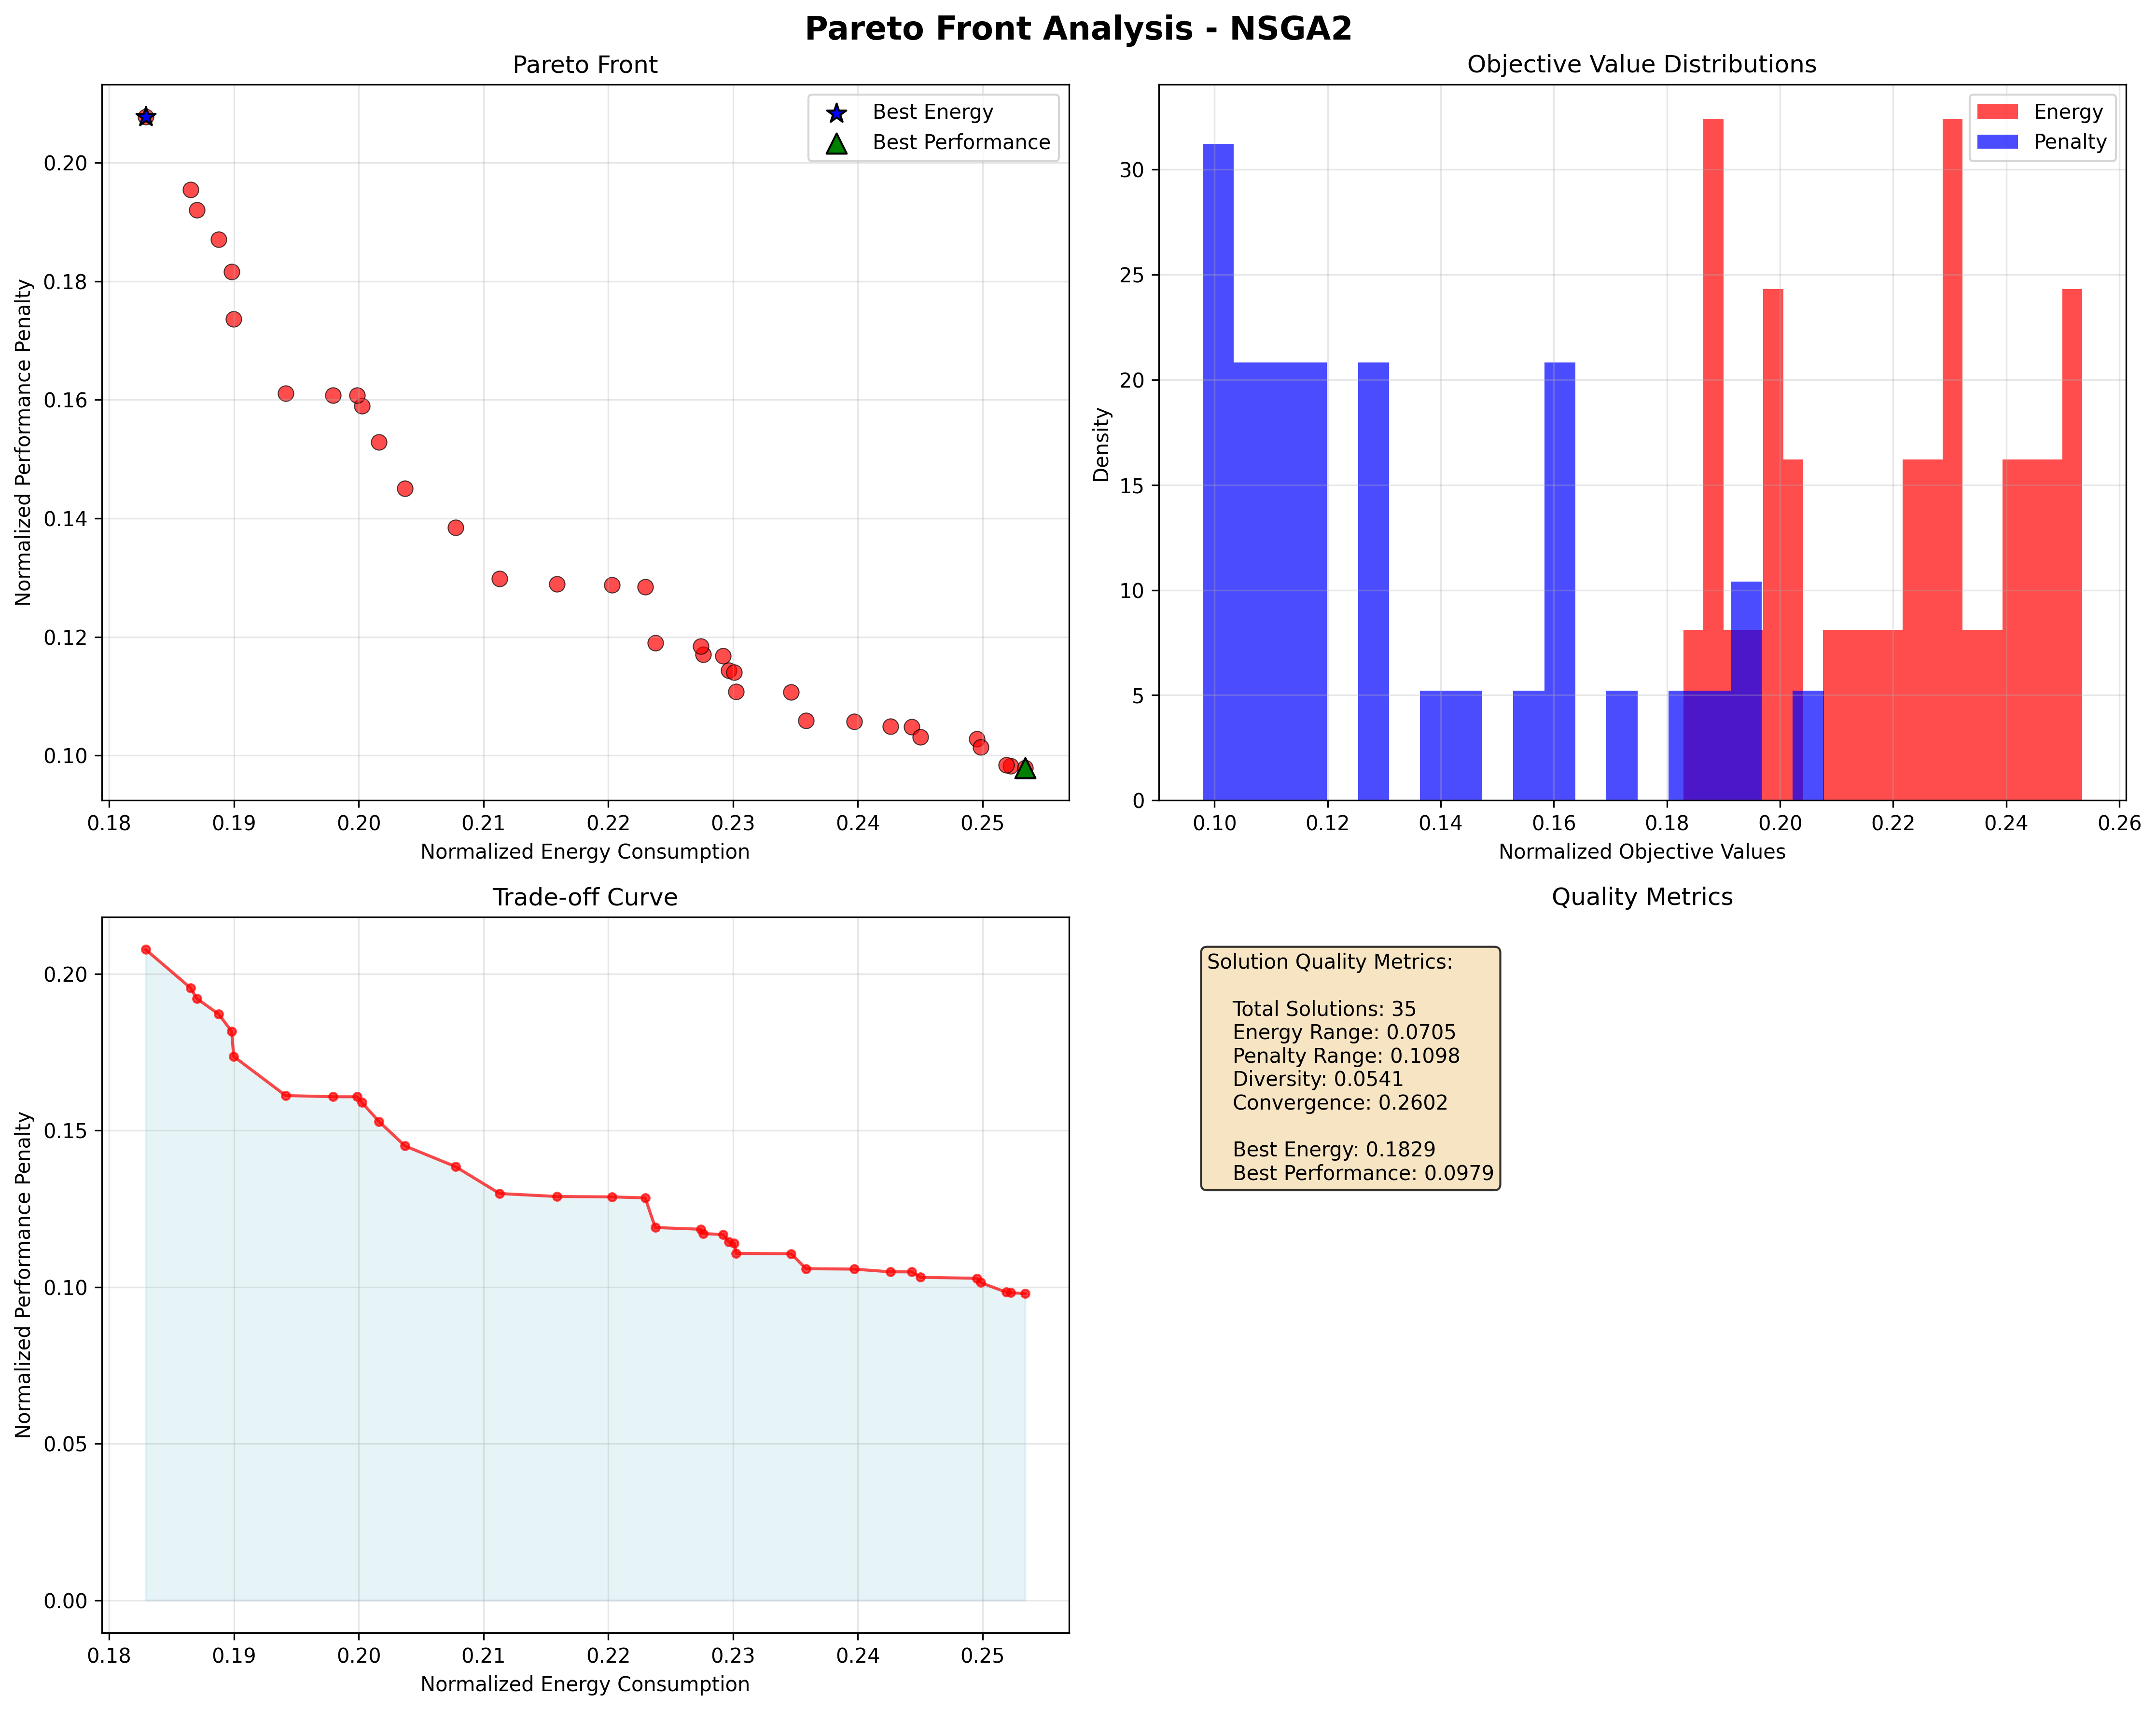 Pareto Front Analysis - NSGA2
Pareto Front
Best Energy
Best Performance
Normalized Performance Penalty
0.20
0.18
0.16
0.14
0.12
0.10
0.18 0.19 0.20 0.21 0.22 0.23 0.24 0.25
Normalized Energy Consumption
Objective Value Distributions
Energy
Penalty
Density
30
25
20
15
10
5
0
0.10 0.12 0.14 0.16 0.18 0.20 0.22 0.24 0.26
Normalized Objective Values
Trade-off Curve
Normalized Performance Penalty
0.20
0.15
0.10
0.05
0.00
0.18 0.19 0.20 0.21 0.22 0.23 0.24 0.25
Normalized Energy Consumption
Quality Metrics
Solution Quality Metrics:
Total Solutions: 35
Energy Range: 0.0705
Penalty Range: 0.1098
Diversity: 0.0541
Convergence: 0.2602
Best Energy: 0.1829
Best Performance: 0.0979